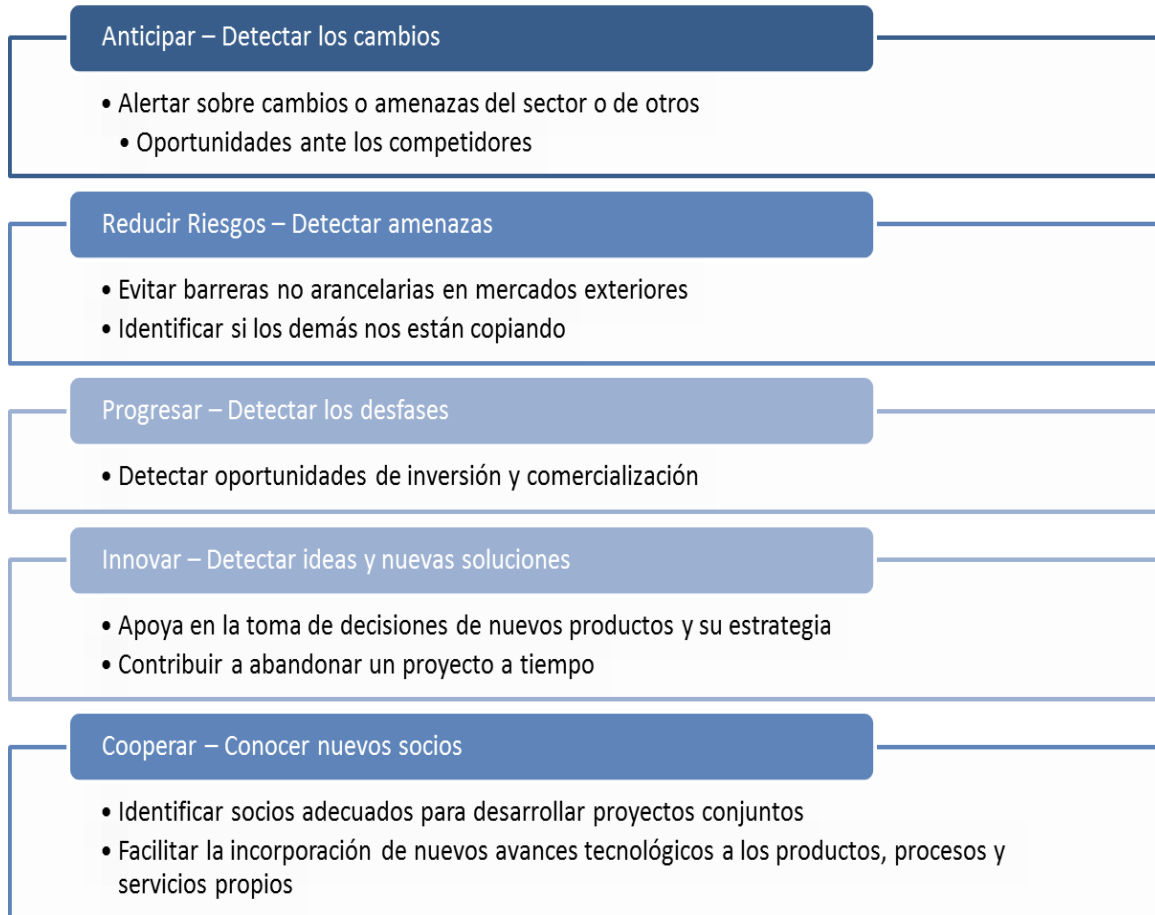 Anticipar – Detectar los cambios
• Alertar sobre cambios o amenazas del sector o de otros
• Oportunidades ante los competidores
Reducir Riesgos – Detectar amenazas
• Evitar barreras no arancelarias en mercados exteriores
• Identificar si los demás nos están copiando
Progresar – Detectar los desfases
• Detectar oportunidades de inversión y comercialización
Innovar – Detectar ideas y nuevas soluciones
• Apoya en la toma de decisiones de nuevos productos y su estrategia
• Contribuir a abandonar un proyecto a tiempo
Cooperar – Conocer nuevos socios
• Identificar socios adecuados para desarrollar proyectos conjuntos
• Facilitar la incorporación de nuevos avances tecnológicos a los productos, procesos y
servicios propios